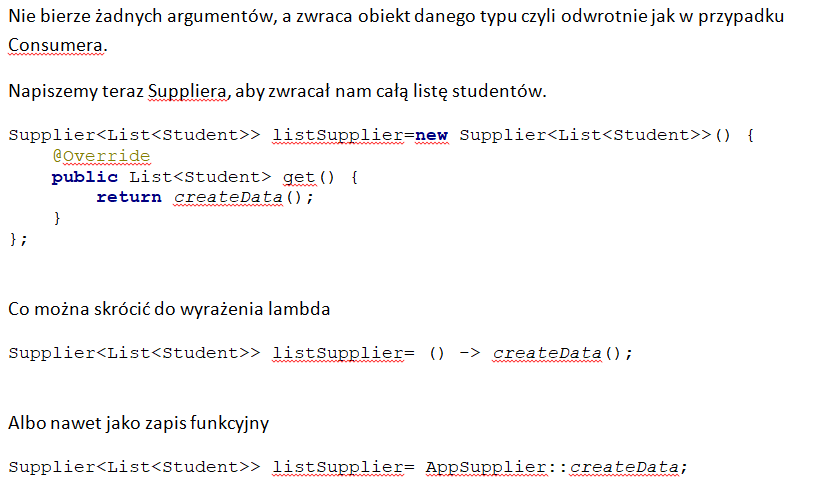 Nie bierze żadnych argumentów, a zwraca obiekt danego typu czyli odwrotnie jak w przypadku
Consumera.
Napiszemy teraz Suppliera, aby zwracał nam całą listę studentów.
Supplier<List<Student>> listSupplier=new Supplier<List<Student>>() {
    @Override
    public List<Student> get() {
        return createData();
    }
};
Co można skrócić do wyrażenia lambda
Supplier<List<Student>> listSupplier= () -> createData();
Albo nawet jako zapis funkcyjny
Supplier<List<Student>> listSupplier= AppSupplier::createData;